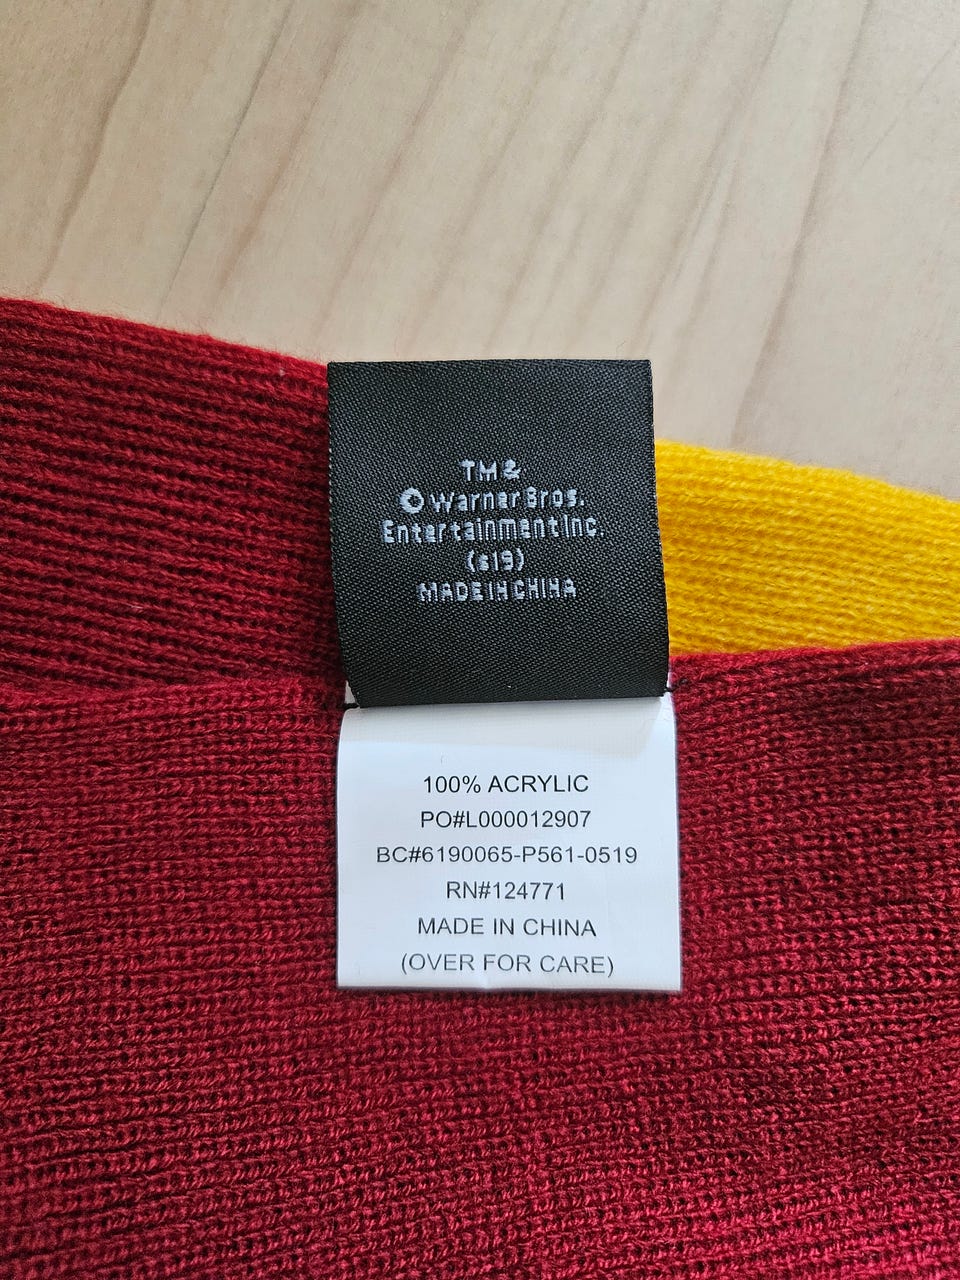 TM &
© Warner Bros.
Entertainment Inc.
(s19)
MADE IN CHINA
100% ACRYLIC
PO#L000012907
BC#6190065-P561-0519
RN#124771
MADE IN CHINA
(OVER FOR CARE)